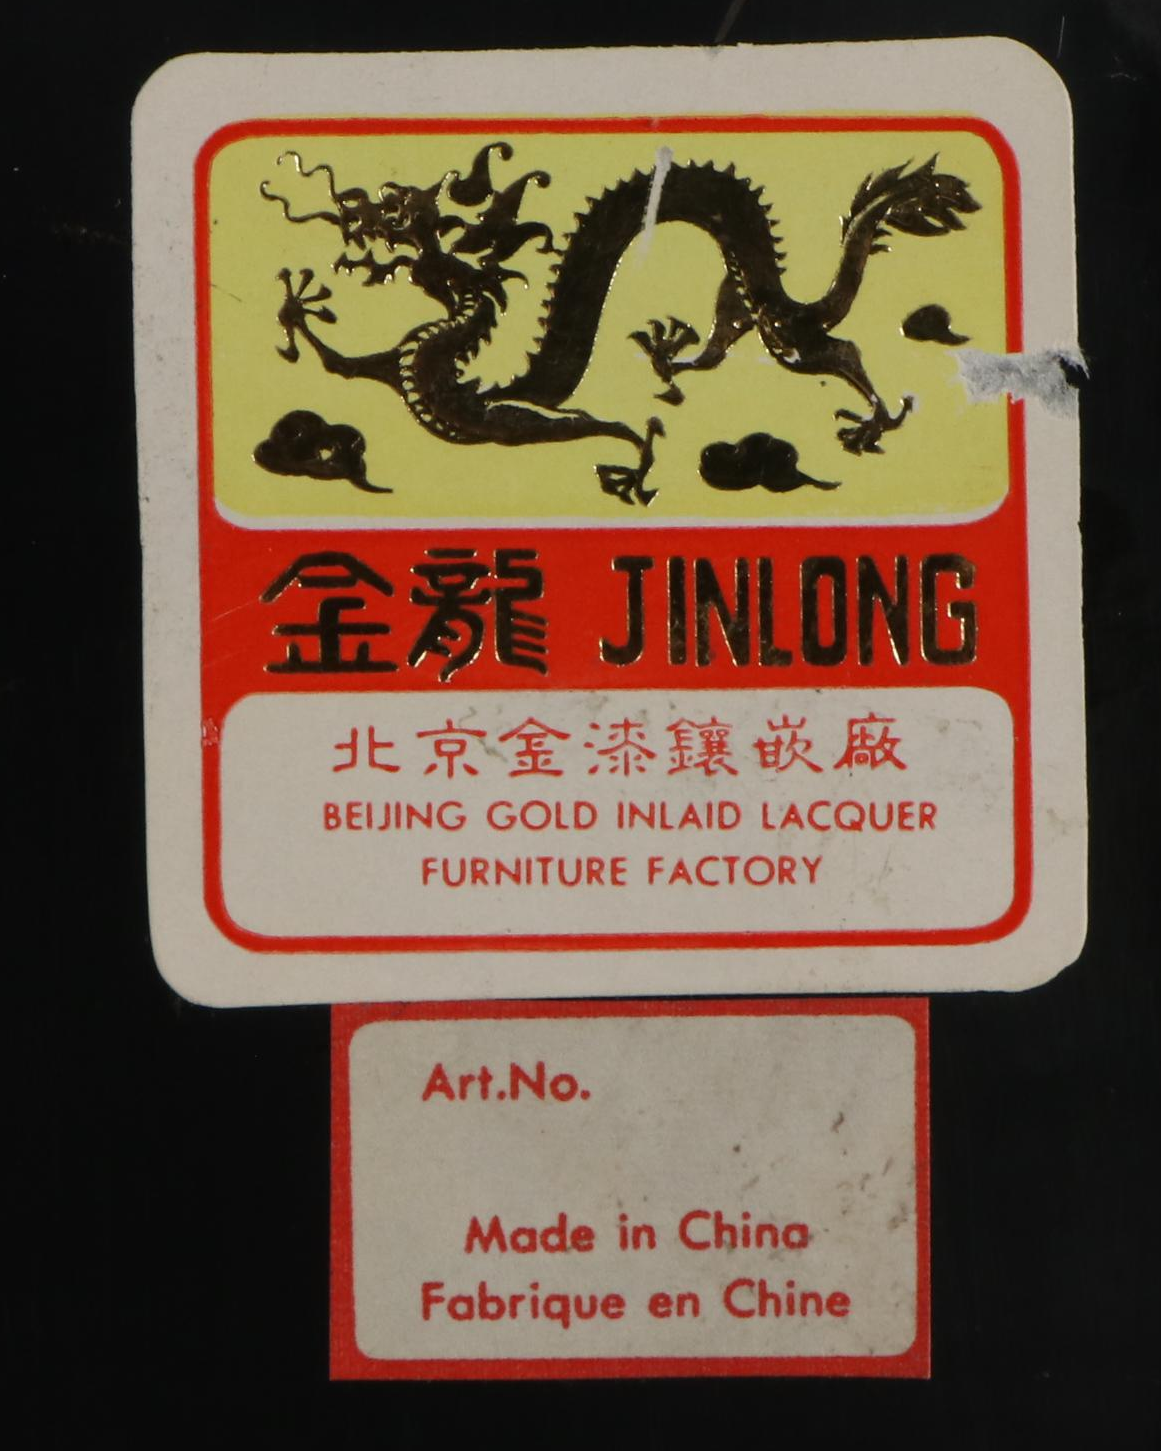 金龍 JINLONG
北京金漆鑲嵌廠
BEIJING GOLD INLAID LACQUER
FURNITURE FACTORY
Art.No.
Made in China
Fabrique en Chine